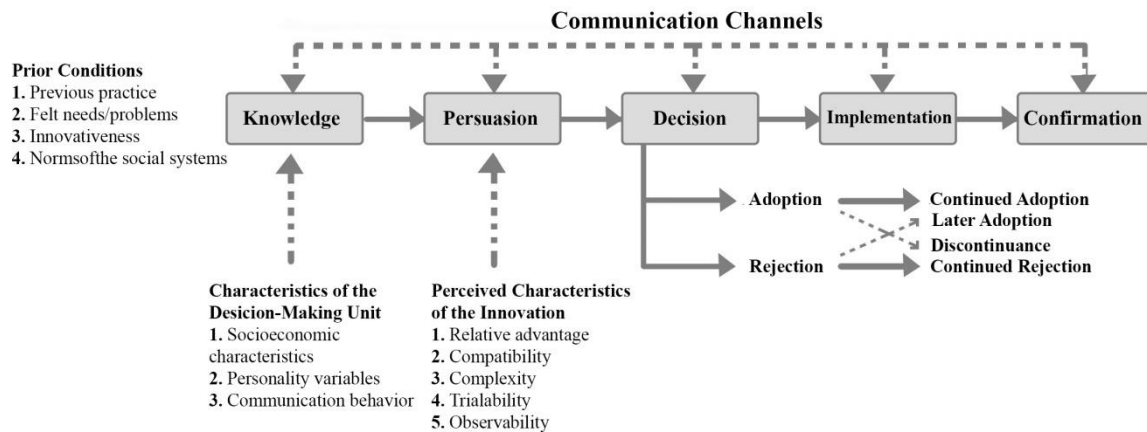 Communication Channels
Prior Conditions
1. Previous practice
2. Felt needs/problems
3. Innovativeness
4. Normsofthe social systems
Knowledge
Persuasion
Decision
Implementation
Confirmation
Adoption
Continued Adoption
Later Adoption
Discontinuance
Rejection
Continued Rejection
Characteristics of the
Desicion-Making Unit
1. Socioeconomic
characteristics
2. Personality variables
3. Communication behavior
Perceived Characteristics
of the Innovation
1. Relative advantage
2. Compatibility
3. Complexity
4. Trialability
5. Observability